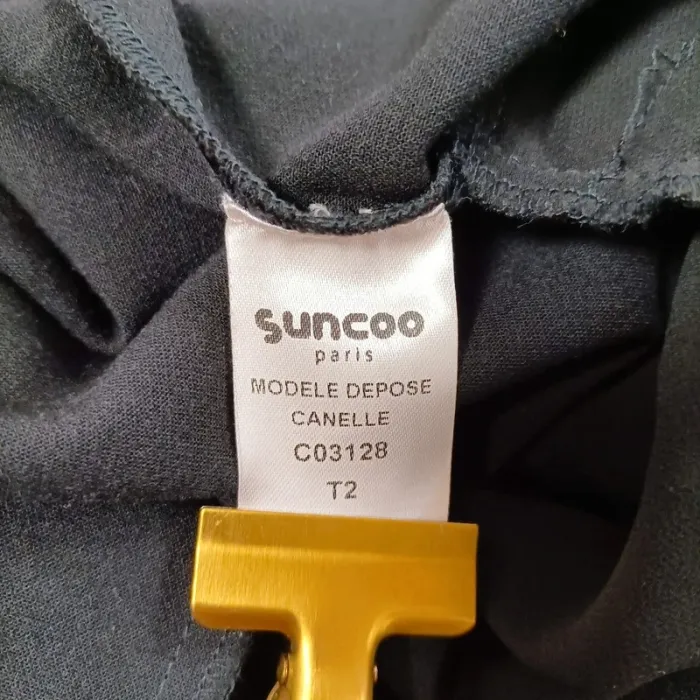 suncoo
paris
MODELE DEPOSE
CANELLE
C03128
T2